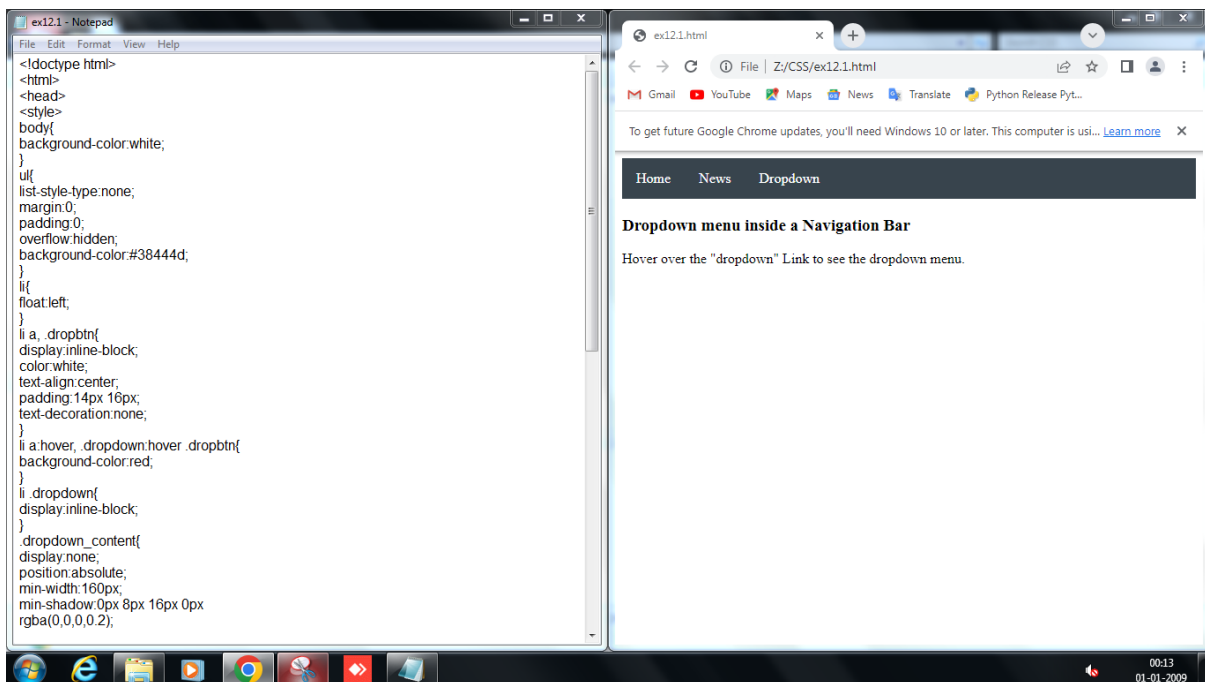 ex12.1 - Notepad
File Edit Format View Help
<!doctype html>
<html>
<head>
<style>
body{
background-color:white;
}
ul{
list-style-type:none;
margin:0;
padding:0;
overflow:hidden;
background-color:#38444d;
}
li{
float:left;
}
li a, .dropbtn{
display:inline-block;
color:white;
text-align:center;
padding:14px 16px;
text-decoration:none;
}
li a:hover, .dropdown:hover .dropbtn{
background-color:red;
}
li .dropdown{
display:inline-block;
}
.dropdown_content{
display:none;
position:absolute;
min-width:160px;
min-shadow:0px 8px 16px 0px
rgba(0,0,0,0.2);
ex12.1.html
File | Z:/CSS/ex12.1.html
Gmail YouTube Maps News Translate Python Release Pyt...
To get future Google Chrome updates, you'll need Windows 10 or later. This computer is usi... Learn more
Home News Dropdown
Dropdown menu inside a Navigation Bar
Hover over the "dropdown" Link to see the dropdown menu.
00:13
01-01-2009